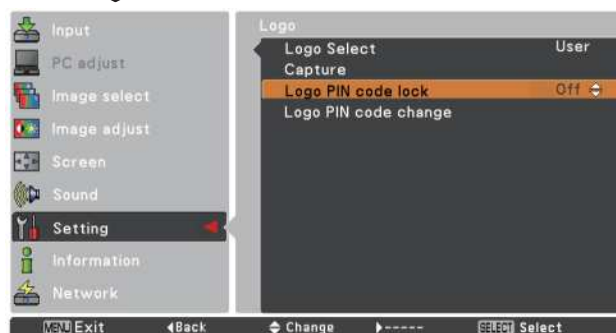 Input
PC adjust
Image select
Image adjust
Screen
Sound
Setting
Information
Network
Logo
Logo Select User
Capture
Logo PIN code lock Off
Logo PIN code change
MENU Exit ◀Back Change ▶----- SELECT Select